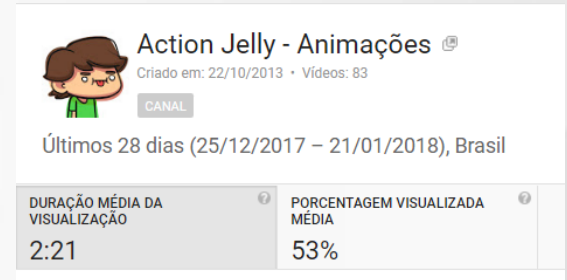 Action Jelly - Animações
Criado em: 22/10/2013 • Vídeos: 83
CANAL
Últimos 28 dias (25/12/2017 – 21/01/2018), Brasil
DURAÇÃO MÉDIA DA
VISUALIZAÇÃO
?
2:21
PORCENTAGEM VISUALIZADA
MÉDIA
?
53%